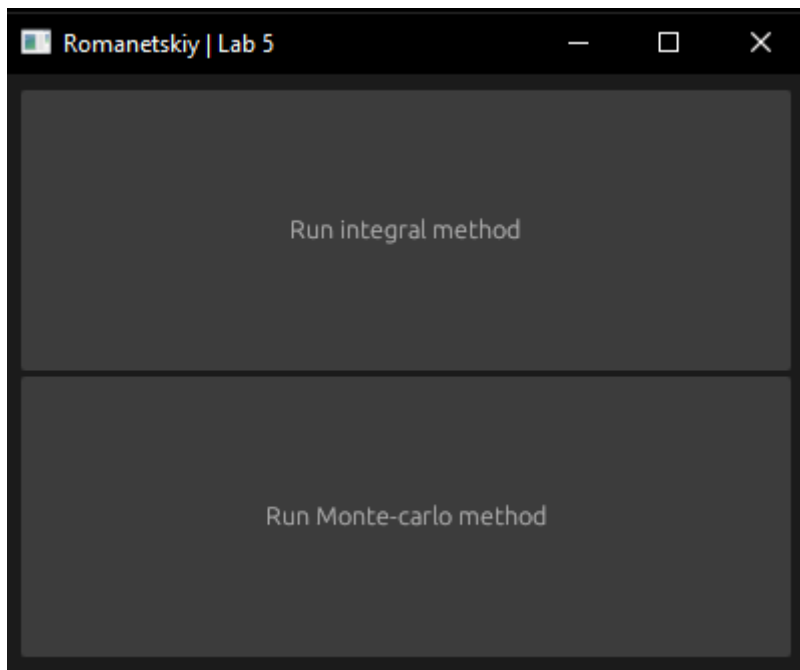 Romanetskiy | Lab 5
Run integral method
Run Monte-carlo method